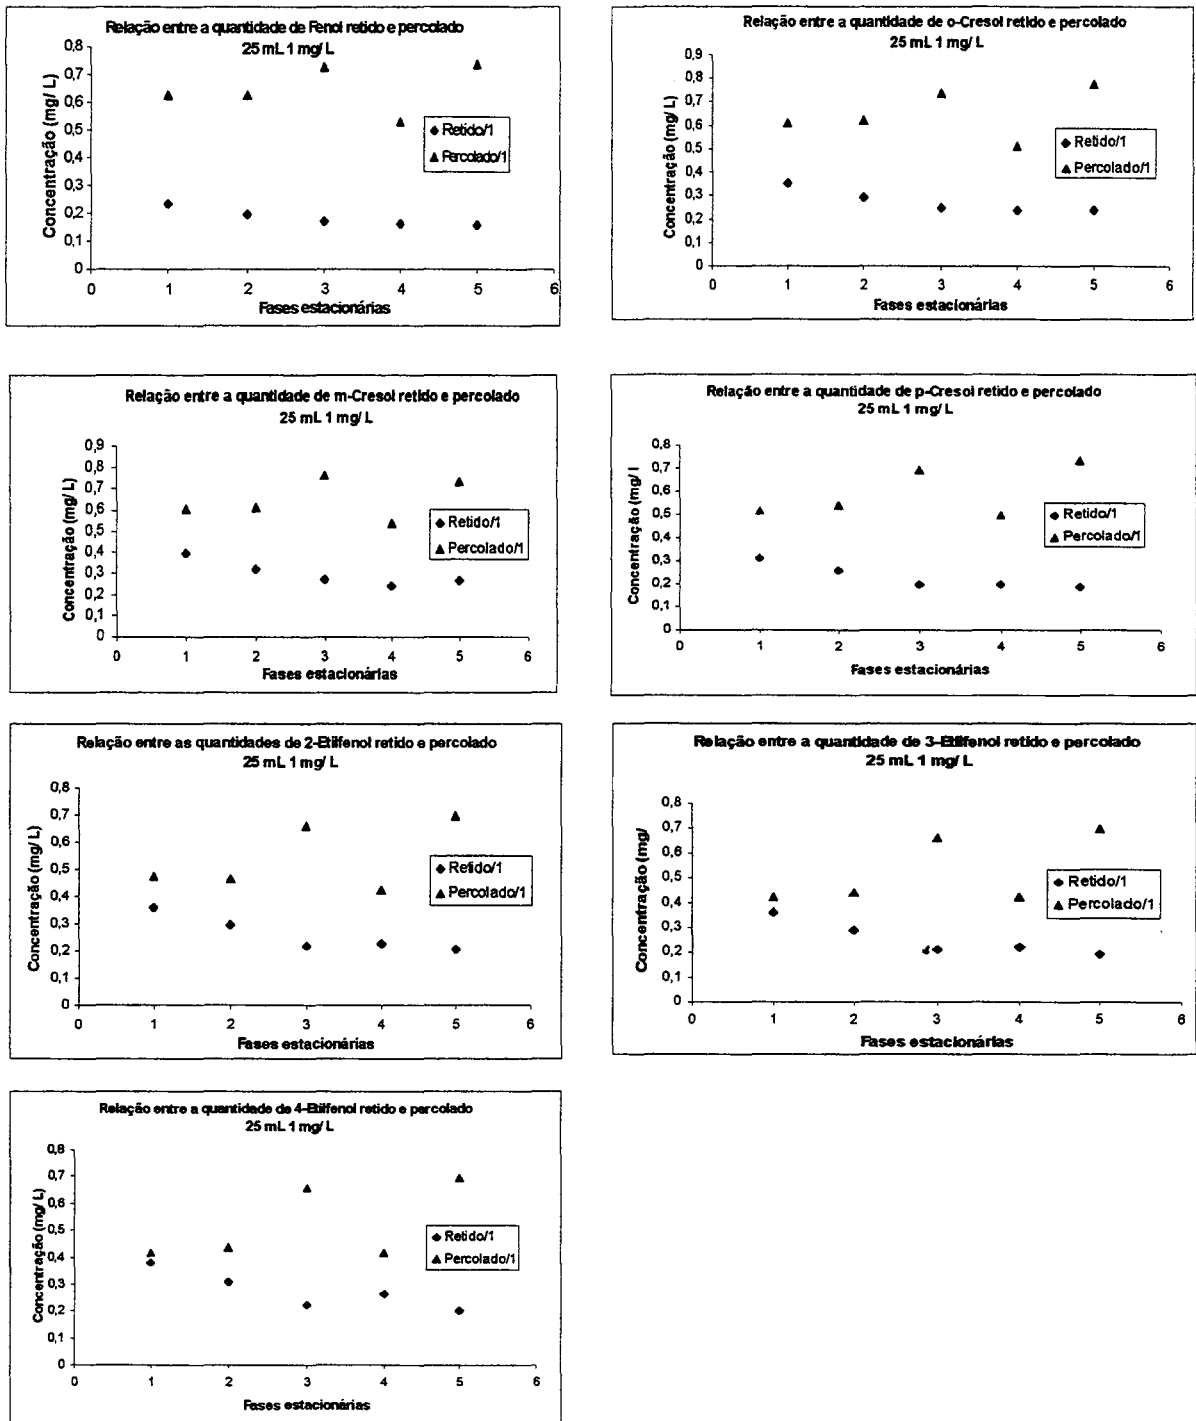 Relação entre a quantidade de Fenol retido e percolado
25 mL 1 mg/ L
Concentração (mg/ L)
0,8
0,7
0,6
0,5
0,4
0,3
0,2
0,1
0
0 1 2 3 4 5 6
Fases estacionárias
Retido/1
Percolado/1
Relação entre a quantidade de o-Cresol retido e percolado
25 mL 1 mg/ L
Concentração (mg/ L)
0,9
0,8
0,7
0,6
0,5
0,4
0,3
0,2
0,1
0
0 1 2 3 4 5 6
Fases estacionárias
Retido/1
Percolado/1
Relação entre a quantidade de m-Cresol retido e percolado
25 mL 1 mg/ L
Concentração (mg/ L)
0,9
0,8
0,7
0,6
0,5
0,4
0,3
0,2
0,1
0
0 1 2 3 4 5 6
Fases estacionárias
Retido/1
Percolado/1
Relação entre a quantidade de p-Cresol retido e percolado
25 mL 1 mg/ L
Concentração (mg/ l
0,8
0,7
0,6
0,5
0,4
0,3
0,2
0,1
0
0 1 2 3 4 5 6
Fases estacionárias
Retido/1
Percolado/1
Relação entre as quantidades de 2-Etilfenol retido e percolado
25 mL 1 mg/ L
Concentração (mg/ L)
0,8
0,7
0,6
0,5
0,4
0,3
0,2
0,1
0
0 1 2 3 4 5 6
Fases estacionárias
Retido/1
Percolado/1
Relação entre a quantidade de 3-Etilfenol retido e percolado
25 mL 1 mg/ L
Concentração (mg/
0,8
0,7
0,6
0,5
0,4
0,3
0,2
0,1
0
0 1 2 3 4 5 6
Fases estacionárias
Retido/1
Percolado/1
Relação entre a quantidade de 4-Etilfenol retido e percolado
25 mL 1 mg/ L
Concentração (mg/ L)
0,8
0,7
0,6
0,5
0,4
0,3
0,2
0,1
0
0 1 2 3 4 5 6
Fases estacionárias
Retido/1
Percolado/1